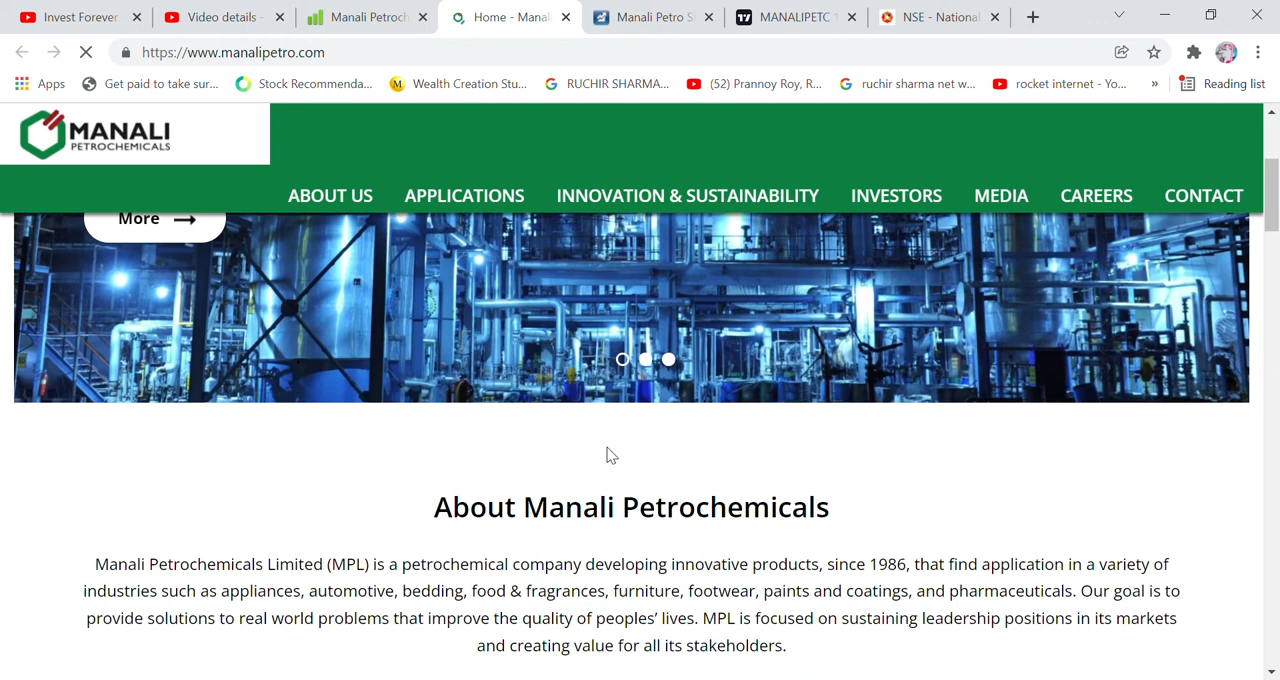 Invest Forever
Video details -
Manali Petroch
Home - Manal
Manali Petro S
MANALIPETC 1
NSE - National
https://www.manalipetro.com
Apps
Get paid to take sur...
Stock Recommenda...
Wealth Creation Stu...
RUCHIR SHARMA...
(52) Prannoy Roy, R...
ruchir sharma net w...
rocket internet - Yo...
»
Reading list
MANALI
PETROCHEMICALS
ABOUT US
APPLICATIONS
INNOVATION & SUSTAINABILITY
INVESTORS
MEDIA
CAREERS
CONTACT
More
About Manali Petrochemicals
Manali Petrochemicals Limited (MPL) is a petrochemical company developing innovative products, since 1986, that find application in a variety of
industries such as appliances, automotive, bedding, food & fragrances, furniture, footwear, paints and coatings, and pharmaceuticals. Our goal is to
provide solutions to real world problems that improve the quality of peoples’ lives. MPL is focused on sustaining leadership positions in its markets
and creating value for all its stakeholders.